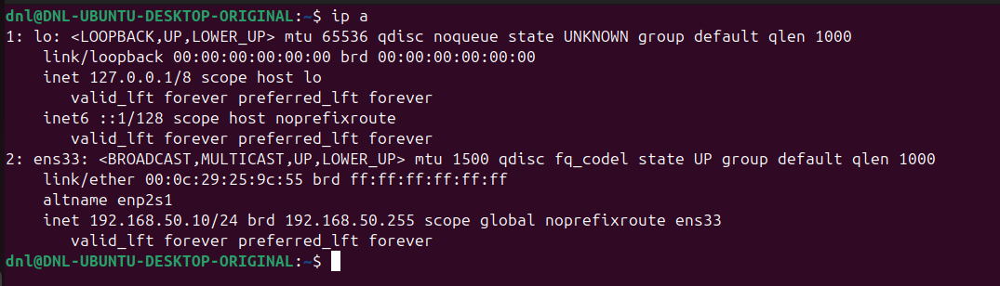 dnl@DNL-UBUNTU-DESKTOP-ORIGINAL:~$ ip a
1: lo: <LOOPBACK,UP,LOWER_UP> mtu 65536 qdisc noqueue state UNKNOWN group default qlen 1000
    link/loopback 00:00:00:00:00:00 brd 00:00:00:00:00:00
    inet 127.0.0.1/8 scope host lo
       valid_lft forever preferred_lft forever
    inet6 ::1/128 scope host noprefixroute
       valid_lft forever preferred_lft forever
2: ens33: <BROADCAST,MULTICAST,UP,LOWER_UP> mtu 1500 qdisc fq_codel state UP group default qlen 1000
    link/ether 00:0c:29:25:9c:55 brd ff:ff:ff:ff:ff:ff
    altname enp2s1
    inet 192.168.50.10/24 brd 192.168.50.255 scope global noprefixroute ens33
       valid_lft forever preferred_lft forever
dnl@DNL-UBUNTU-DESKTOP-ORIGINAL:~$